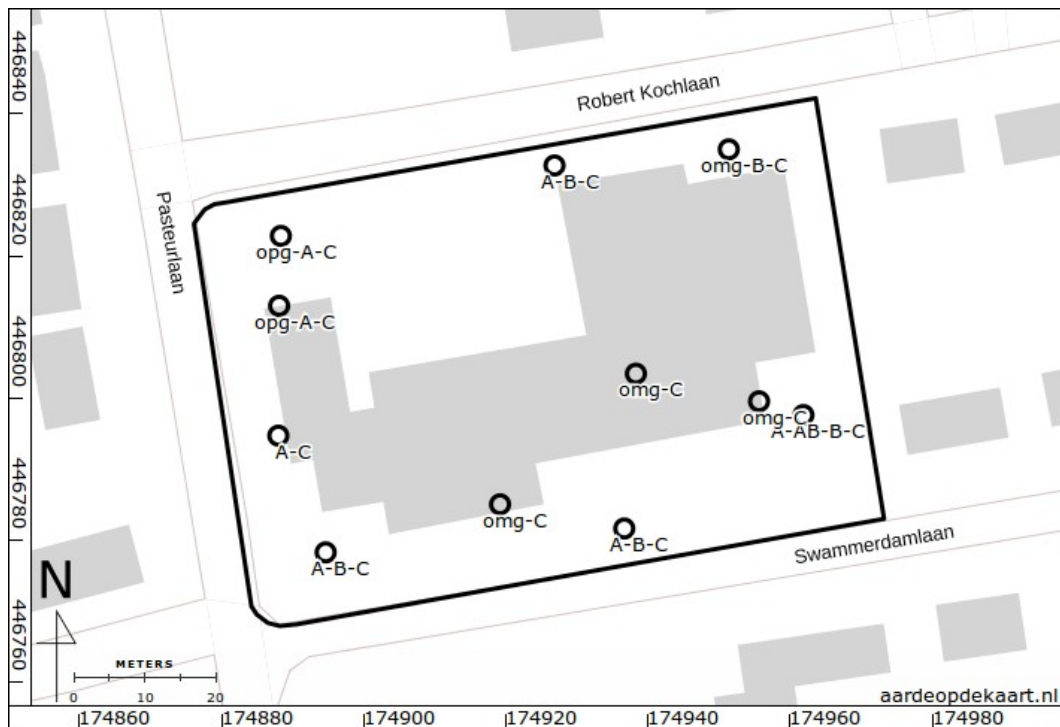 446840
446820
446800
446780
446760
Robert Kochlaan
Pasteurlaan
omg-B-C
A-B-C
opg-A-C
opg-A-C
omg-C
omg-C
A-AB-B-C
A-C
omg-C
A-B-C
A-B-C
Swammerdamlaan
N
METERS
0 10 20
aardeopdekaart.nl
174860 174880 174900 174920 174940 174960 174980